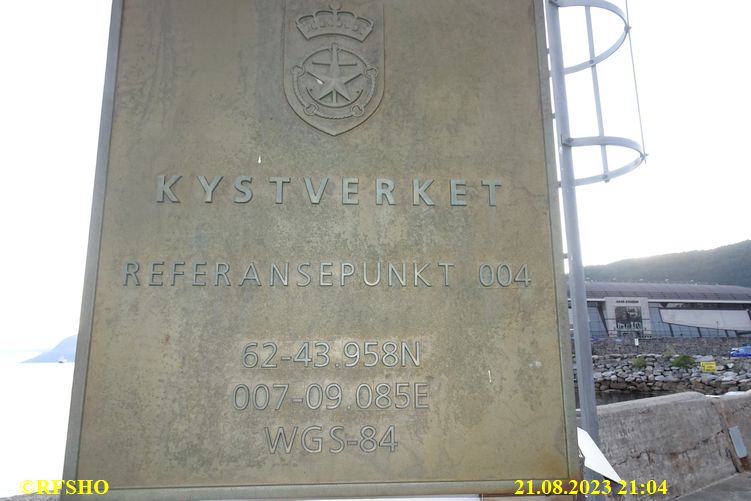 KYSTVERKET
REFERANSEPUNKT 004
62-43.958N
007-09.085E
WGS-84
©RFSHO
21.08.2023 21:04